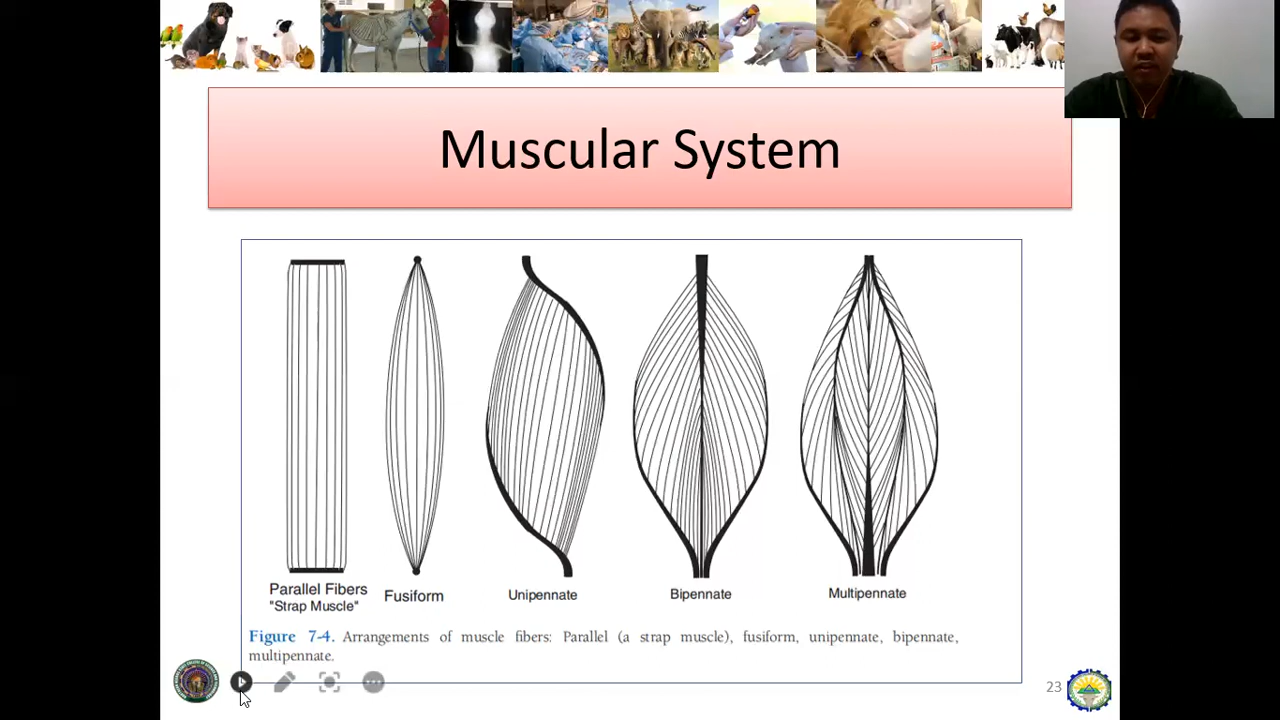 Muscular System
Parallel Fibers
"Strap Muscle"
Fusiform
Unipennate
Bipennate
Multipennate
Figure 7-4. Arrangements of muscle fibers: Parallel (a strap muscle), fusiform, unipennate, bipennate,
multipennate.
23